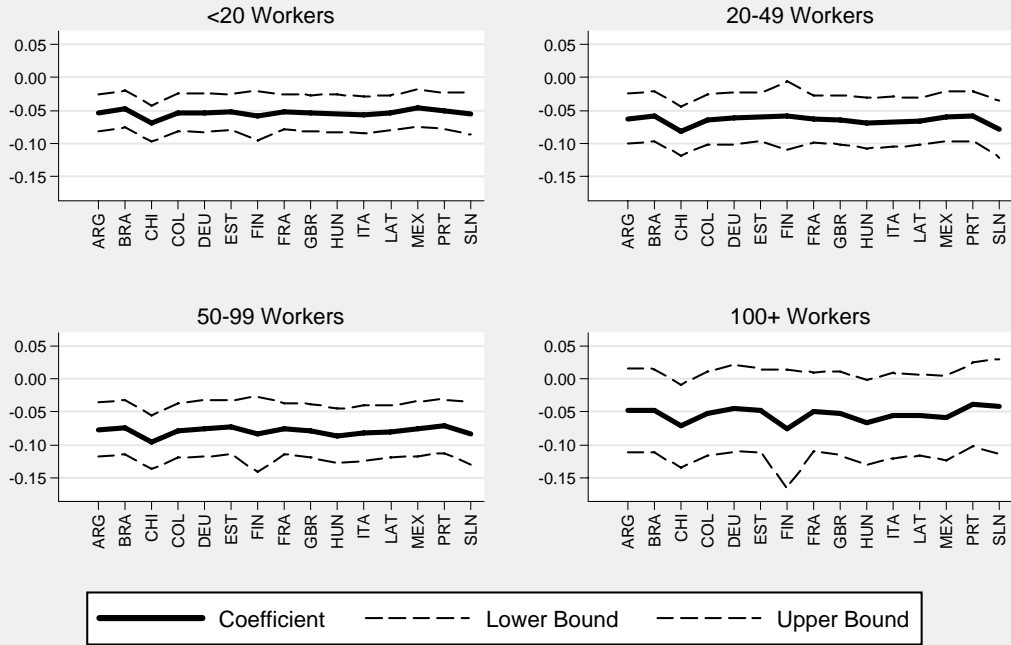 <20 Workers
0.05
0.00
-0.05
-0.10
-0.15
ARG BRA CHI COL DEU EST FIN FRA GBR HUN ITA LAT MEX PRT SLN
20-49 Workers
0.05
0.00
-0.05
-0.10
-0.15
ARG BRA CHI COL DEU EST FIN FRA GBR HUN ITA LAT MEX PRT SLN
50-99 Workers
0.05
0.00
-0.05
-0.10
-0.15
ARG BRA CHI COL DEU EST FIN FRA GBR HUN ITA LAT MEX PRT SLN
100+ Workers
0.05
0.00
-0.05
-0.10
-0.15
ARG BRA CHI COL DEU EST FIN FRA GBR HUN ITA LAT MEX PRT SLN
Coefficient Lower Bound Upper Bound